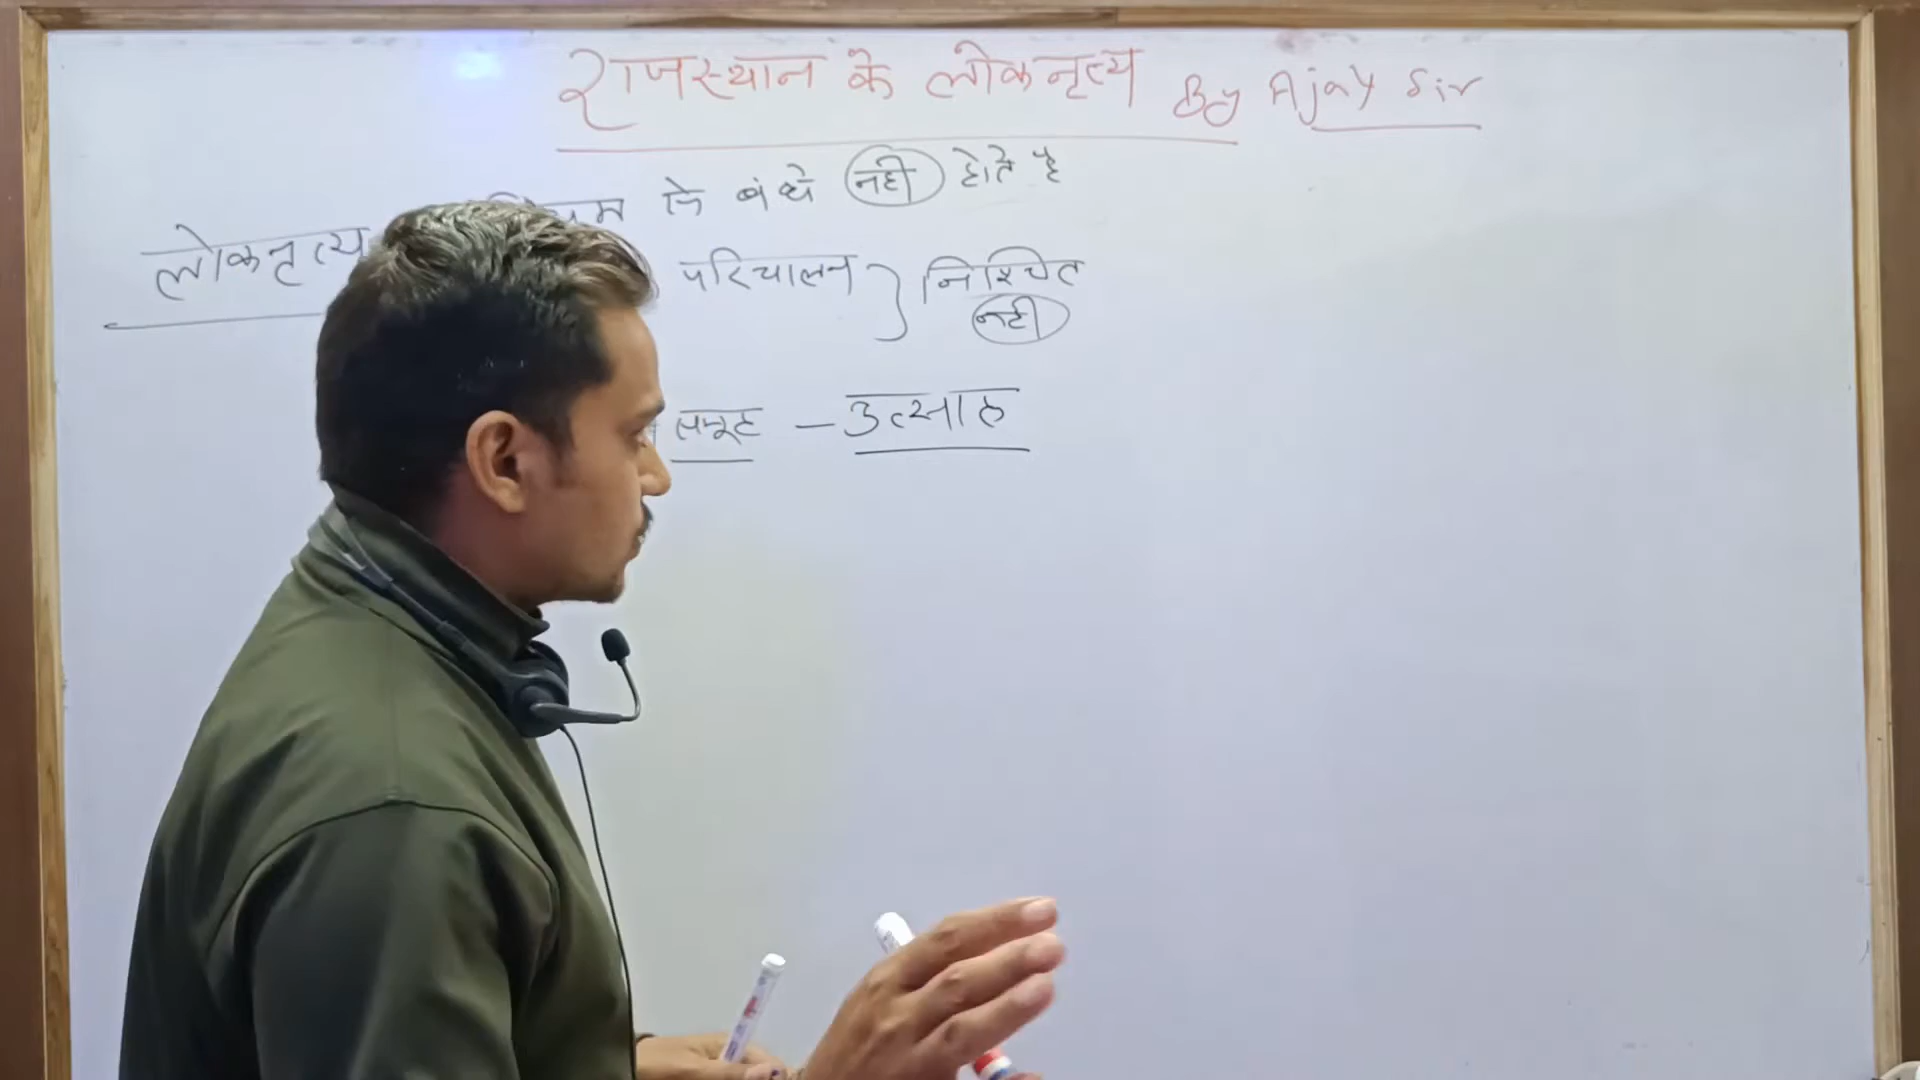 राजस्थान के लोकनृत्य By Ajay Sir
के बंधे नही होते है
लोकनृत्य
परिचालन } निश्चित
नही
समूह - उत्साह